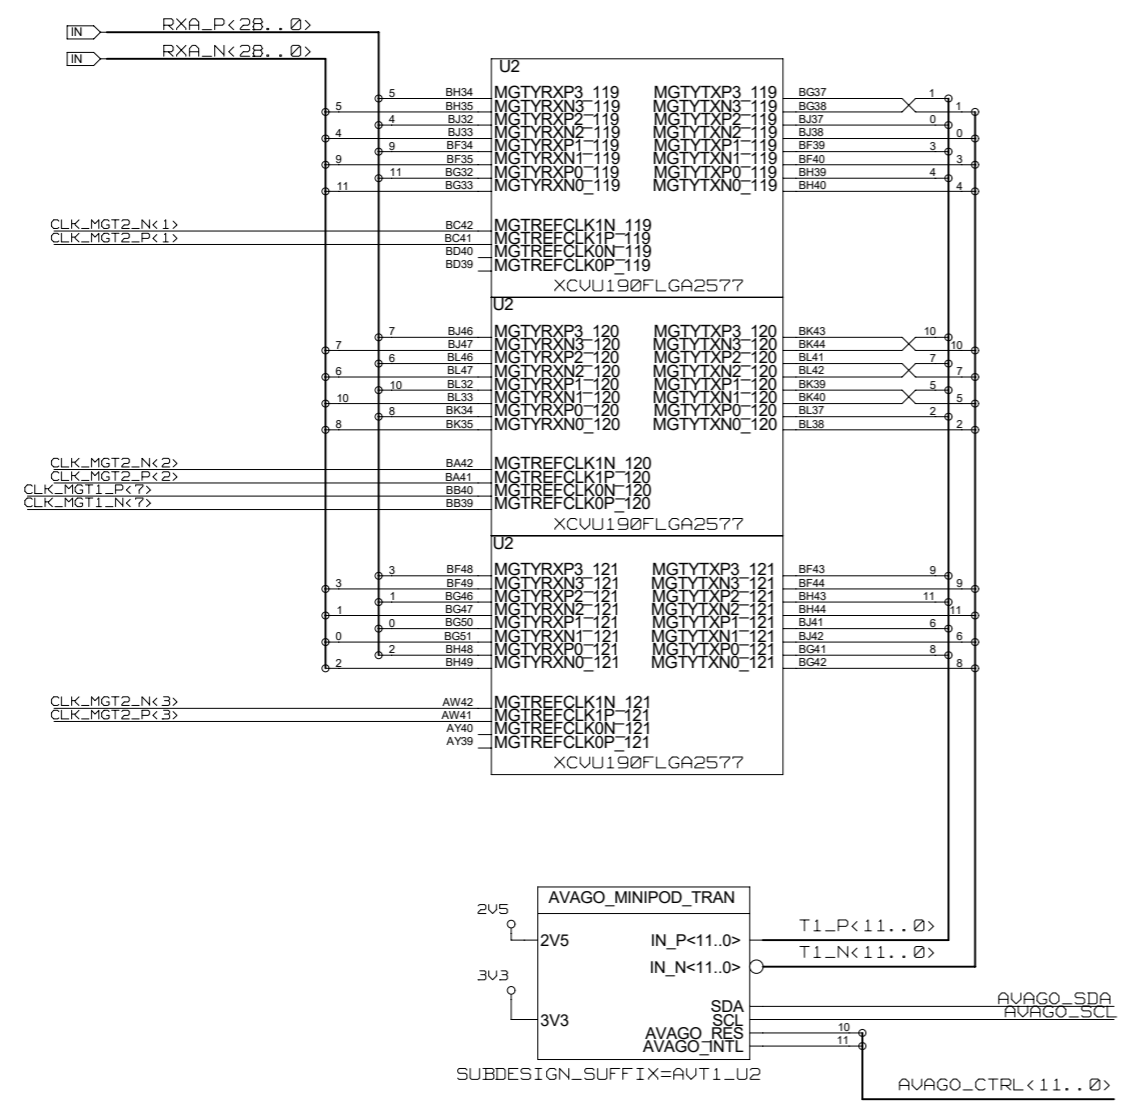 IN RXA_P<28..0>
IN RXA_N<28..0>
U2
5 BH34 MGTYRXP3_119 MGTYTXP3_119 BG37 1
5 BH35 MGTYRXN3_119 MGTYTXN3_119 BG38 1
4 BJ32 MGTYRXP2_119 MGTYTXP2_119 BJ37 0
4 BJ33 MGTYRXN2_119 MGTYTXN2_119 BJ38 0
9 BF34 MGTYRXP1_119 MGTYTXP1_119 BF39 3
9 BF35 MGTYRXN1_119 MGTYTXN1_119 BF40 3
11 BG32 MGTYRXP0_119 MGTYTXP0_119 BH39 4
11 BG33 MGTYRXN0_119 MGTYTXN0_119 BH40 4
CLK_MGT2_N<1> BC42 MGTREFCLK1N_119
CLK_MGT2_P<1> BC41 MGTREFCLK1P_119
BD40 MGTREFCLK0N_119
BD39 MGTREFCLK0P_119
XCVU190FLGA2577
U2
7 BJ46 MGTYRXP3_120 MGTYTXP3_120 BK43 10
7 BJ47 MGTYRXN3_120 MGTYTXN3_120 BK44 10
6 BL46 MGTYRXP2_120 MGTYTXP2_120 BL41 7
6 BL47 MGTYRXN2_120 MGTYTXN2_120 BL42 7
10 BL32 MGTYRXP1_120 MGTYTXP1_120 BK39 5
10 BL33 MGTYRXN1_120 MGTYTXN1_120 BK40 5
8 BK34 MGTYRXP0_120 MGTYTXP0_120 BL37 2
8 BK35 MGTYRXN0_120 MGTYTXN0_120 BL38 2
CLK_MGT2_N<2> BA42 MGTREFCLK1N_120
CLK_MGT2_P<2> BA41 MGTREFCLK1P_120
CLK_MGT1_P<7> BB40 MGTREFCLK0N_120
CLK_MGT1_N<7> BB39 MGTREFCLK0P_120
XCVU190FLGA2577
U2
3 BF48 MGTYRXP3_121 MGTYTXP3_121 BF43 9
3 BF49 MGTYRXN3_121 MGTYTXN3_121 BF44 9
1 BG46 MGTYRXP2_121 MGTYTXP2_121 BH43 11
1 BG47 MGTYRXN2_121 MGTYTXN2_121 BH44 11
0 BG50 MGTYRXP1_121 MGTYTXP1_121 BJ41 6
0 BG51 MGTYRXN1_121 MGTYTXN1_121 BJ42 6
2 BH48 MGTYRXP0_121 MGTYTXP0_121 BG41 8
2 BH49 MGTYRXN0_121 MGTYTXN0_121 BG42 8
CLK_MGT2_N<3> AW42 MGTREFCLK1N_121
CLK_MGT2_P<3> AW41 MGTREFCLK1P_121
AY40 MGTREFCLK0N_121
AY39 MGTREFCLK0P_121
XCVU190FLGA2577
AVAGO_MINIPOD_TRAN
2V5
2V5 IN_P<11..0> T1_P<11..0>
IN_N<11..0> T1_N<11..0>
3V3
SDA AVAGO_SDA
3V3 SCL AVAGO_SCL
AVAGO_RES 10
AVAGO_INTL 11
SUBDESIGN_SUFFIX=AVT1_U2
AVAGO_CTRL<11..0>